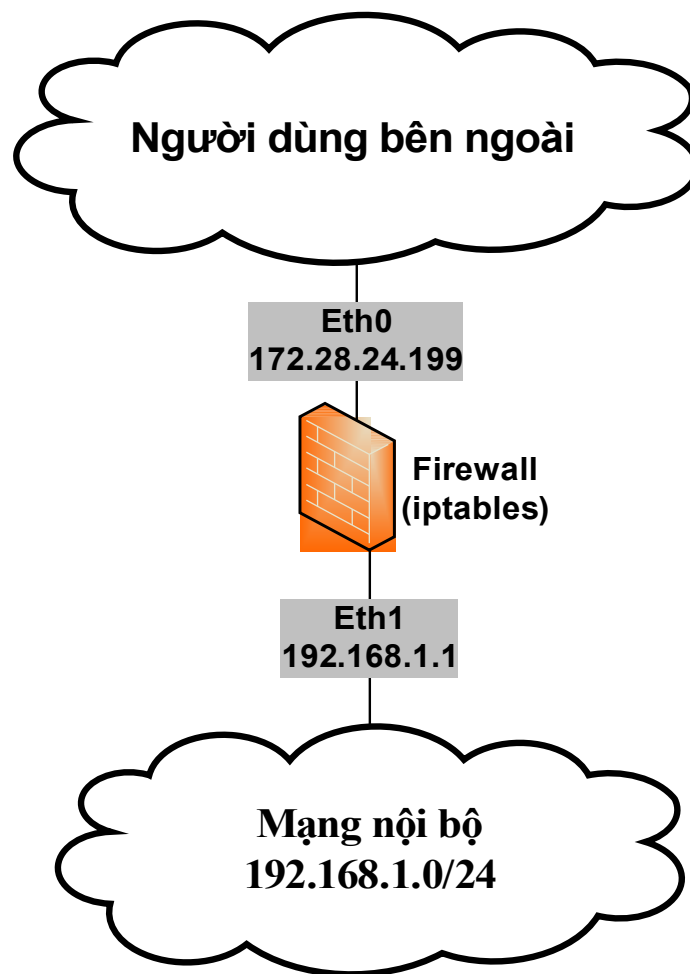 Người dùng bên ngoài
Eth0
172.28.24.199
Firewall
(iptables)
Eth1
192.168.1.1
Mạng nội bộ
192.168.1.0/24